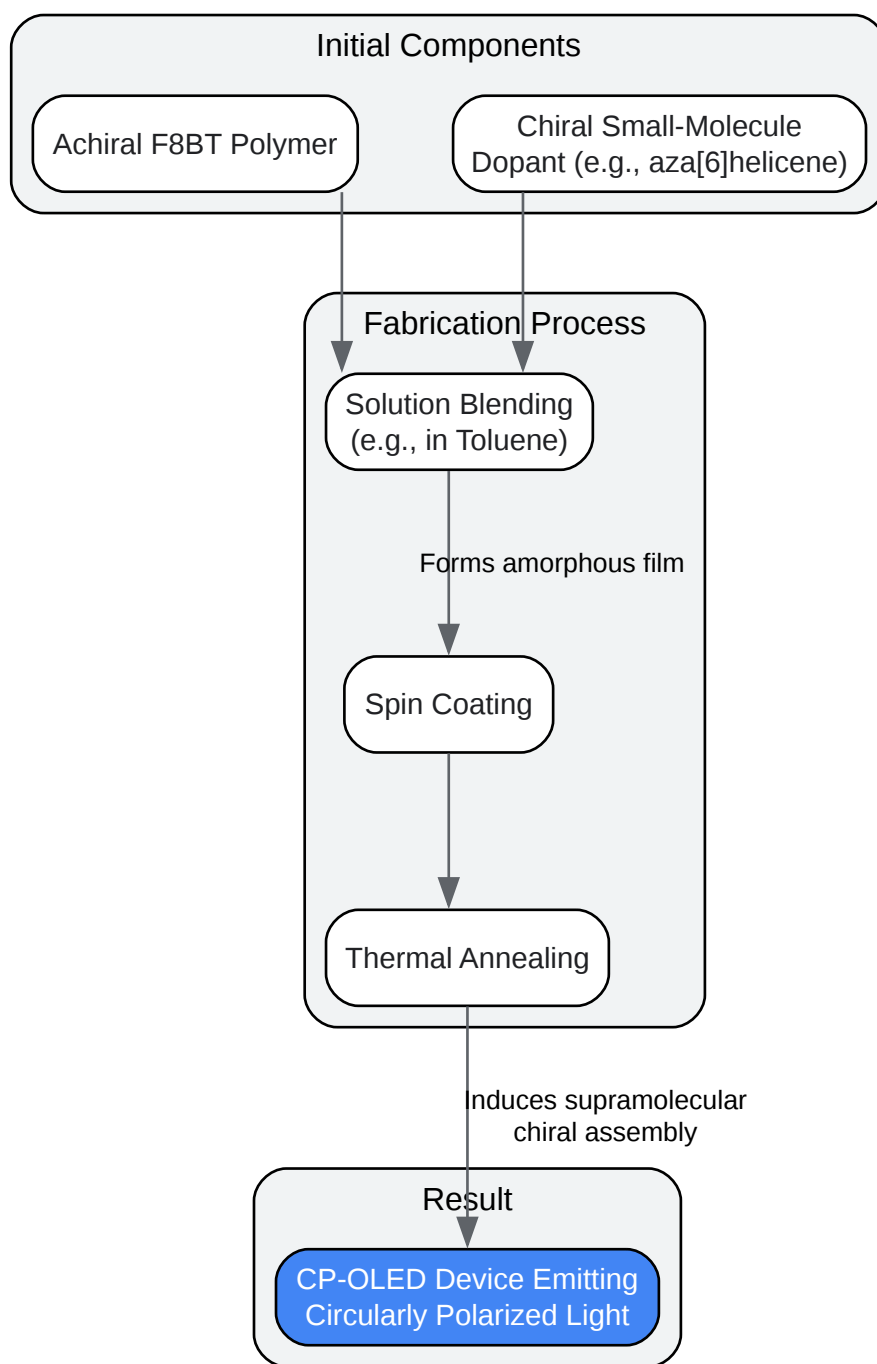 Initial Components
Achiral F8BT Polymer
Chiral Small-Molecule
Dopant (e.g., aza[6]helicene)
Fabrication Process
Solution Blending
(e.g., in Toluene)
Forms amorphous film
Spin Coating
Thermal Annealing
Induces supramolecular
chiral assembly
Result
CP-OLED Device Emitting
Circularly Polarized Light